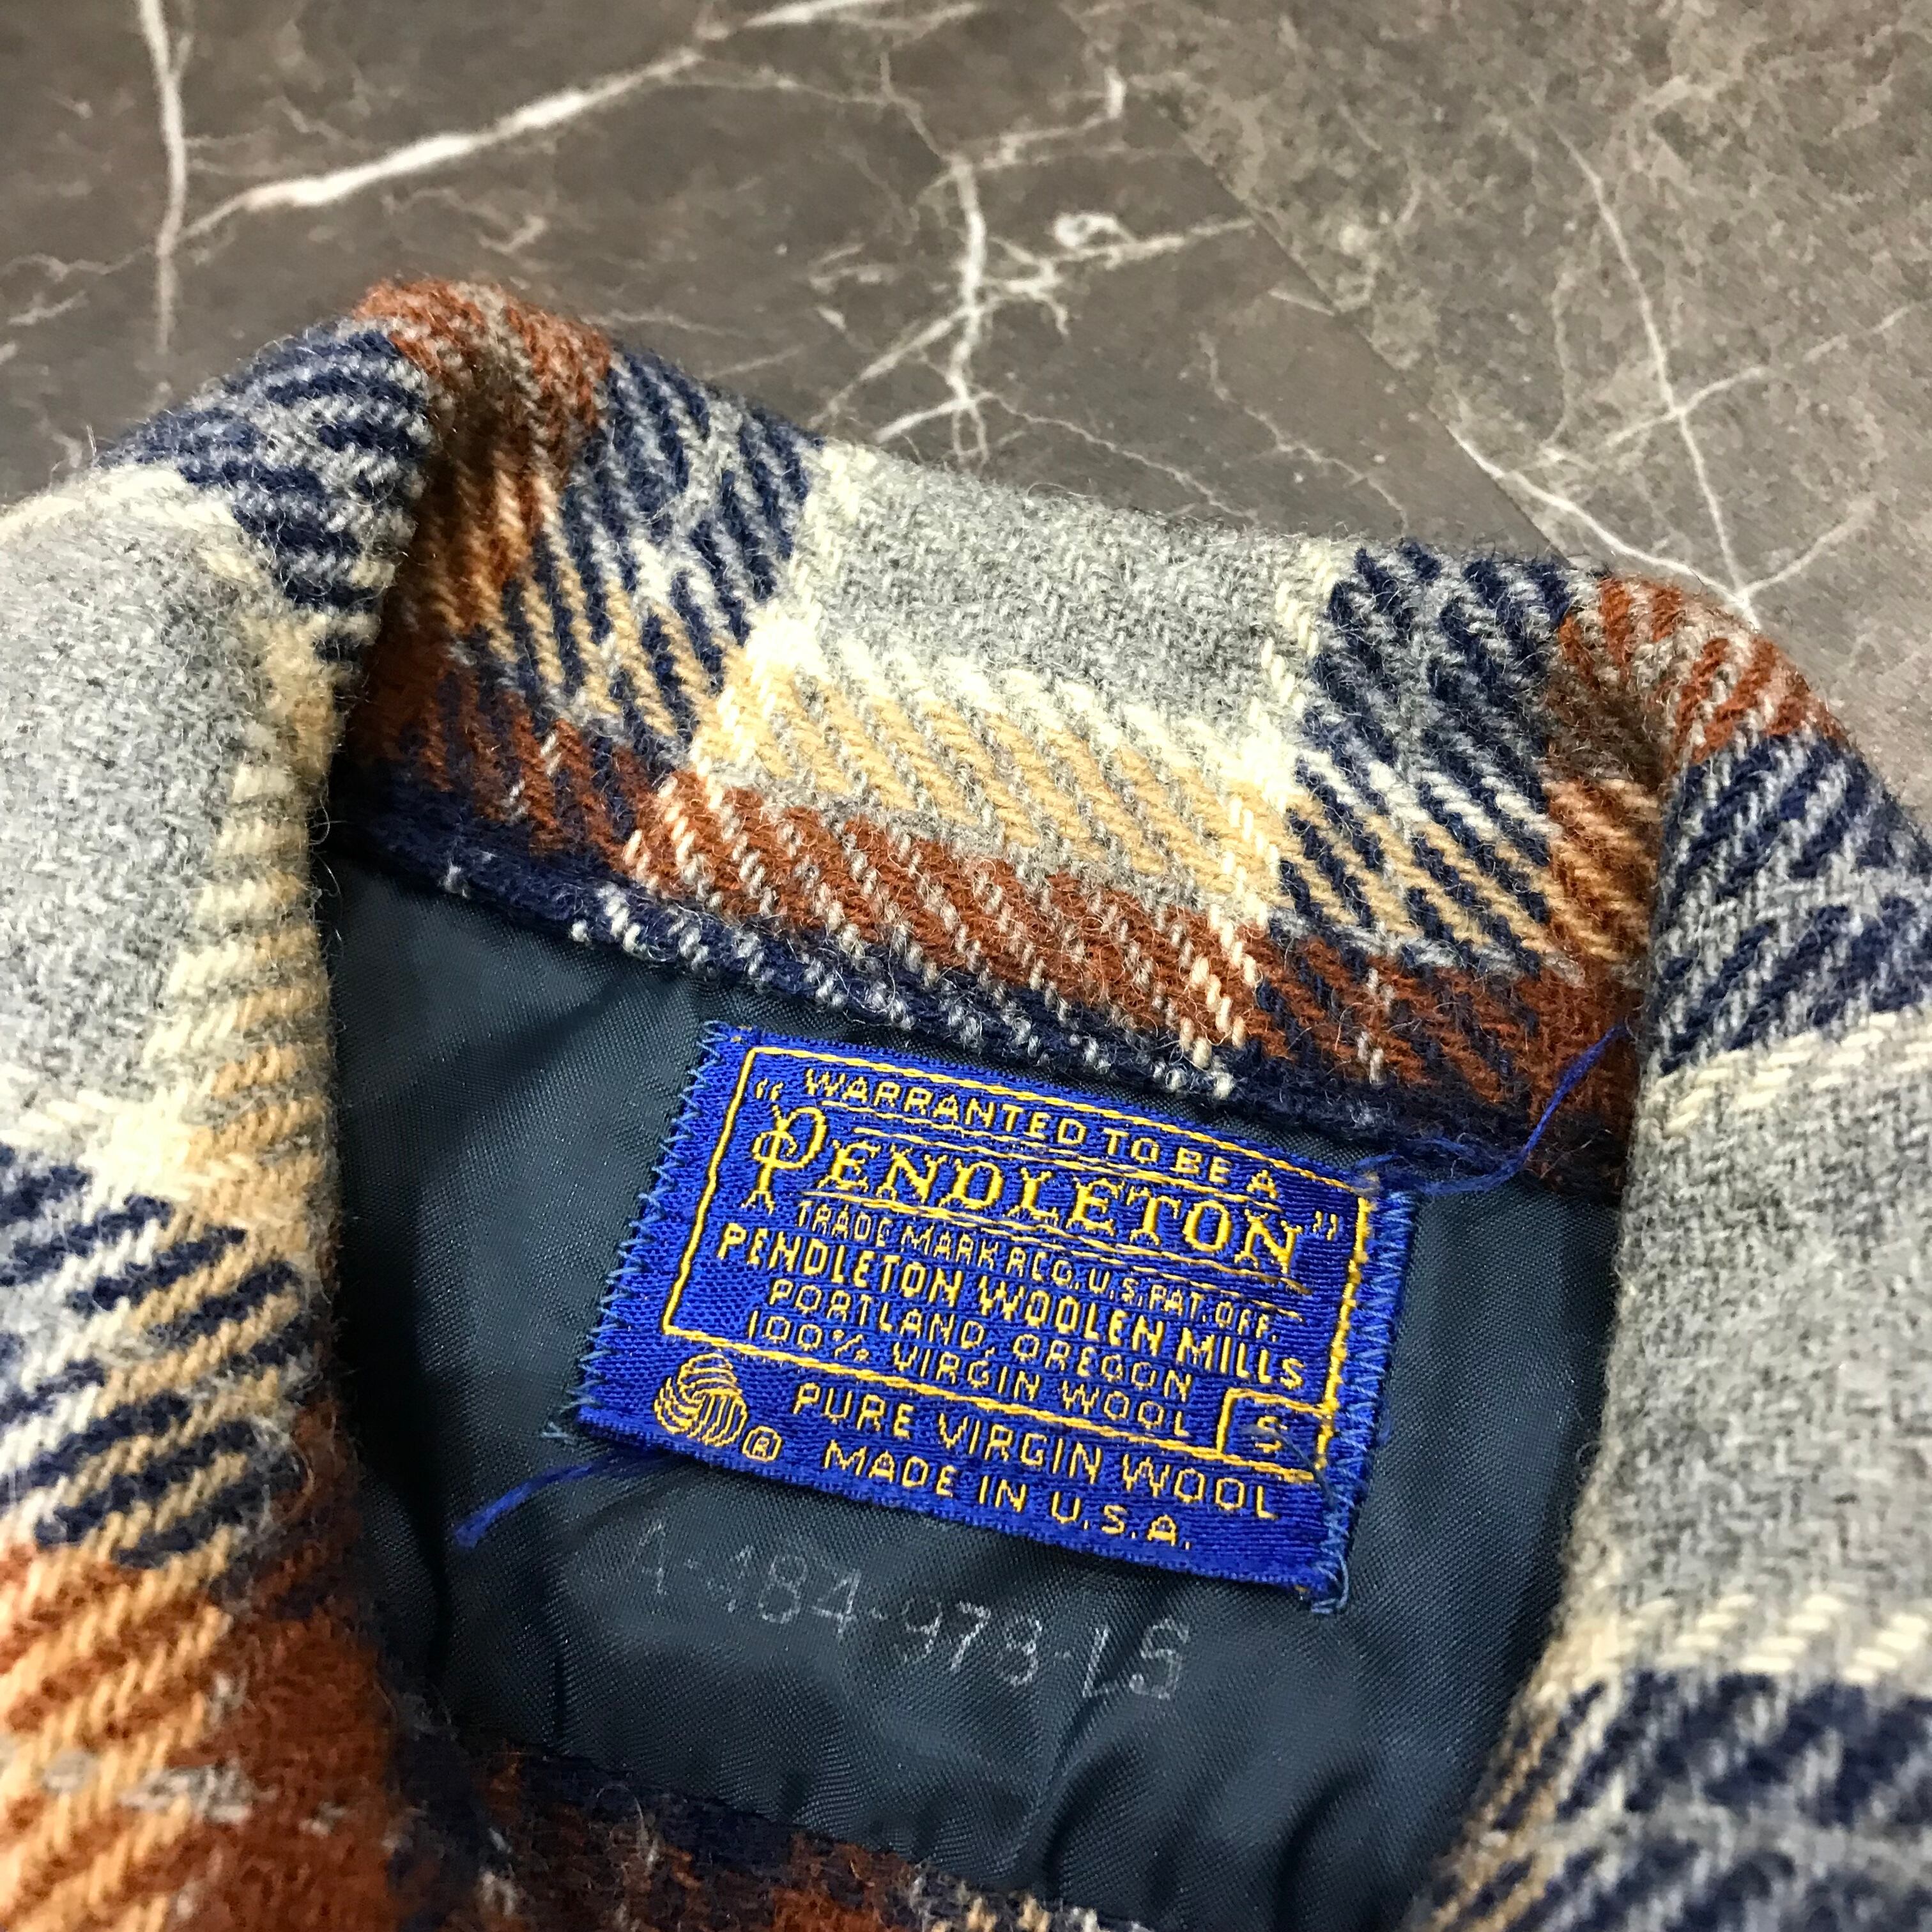 "WARRANTED TO BE A
PENDLETON"
TRADE MARK REG. U.S. PAT. OFF.
PENDLETON WOOLEN MILLS
PORTLAND, OREGON
100% VIRGIN WOOL S
® PURE VIRGIN WOOL
MADE IN U.S.A.